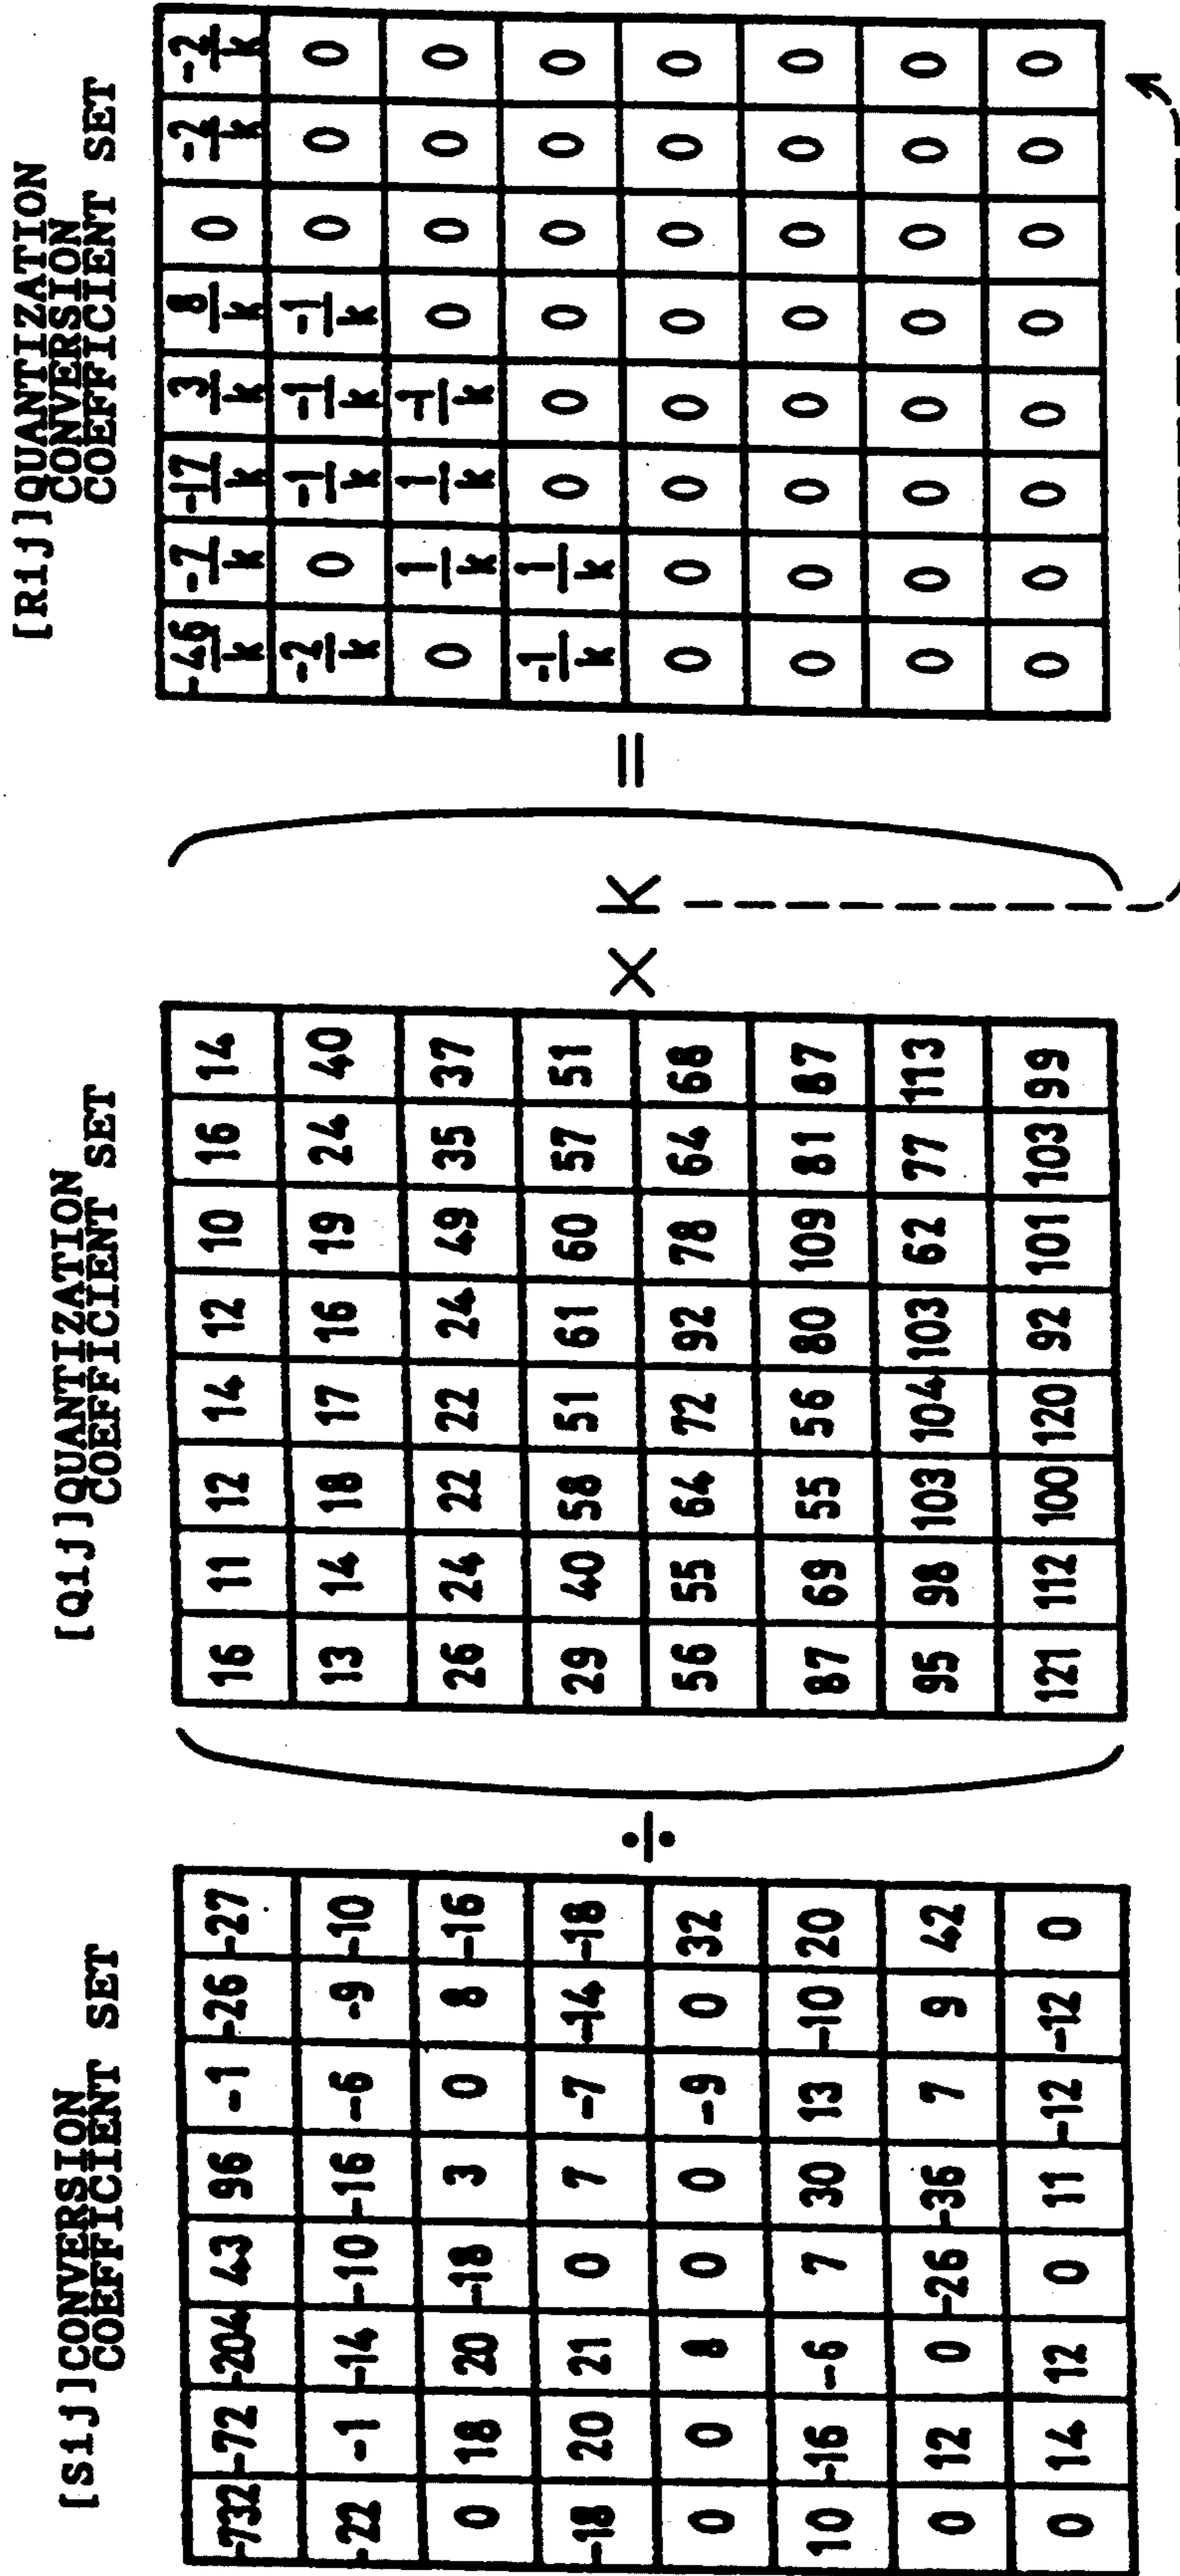 [Sij]CONVERSION
COEFFICIENT SET
-732 -72 -204 43 96 -1 -26 -27
-22 -1 -14 -10 -16 -6 -9 -10
0 18 20 -18 3 0 8 -16
-18 20 21 0 7 -7 -14 -18
0 0 8 0 0 -9 0 32
10 -16 -6 7 30 13 -10 20
0 12 0 -26 -36 7 9 42
0 14 12 0 11 -12 -12 0
÷
[Qij]QUANTIZATION
COEFFICIENT SET
16 11 12 14 12 10 16 14
13 14 18 17 16 19 24 40
26 24 22 22 24 49 35 37
29 40 58 51 61 60 57 51
56 55 64 72 92 78 64 68
87 69 55 56 80 109 81 87
95 98 103 104 103 62 77 113
121 112 100 120 92 101 103 99
× K
=
[Rij]QUANTIZATION
CONVERSION
COEFFICIENT SET
-46/k -7/k -17/k 3/k 8/k 0 -2/k -2/k
-2/k 0 -1/k -1/k -1/k 0 0 0
0 1/k 1/k -1/k 0 0 0 0
-1/k 1/k 0 0 0 0 0 0
0 0 0 0 0 0 0 0
0 0 0 0 0 0 0 0
0 0 0 0 0 0 0 0
0 0 0 0 0 0 0 0